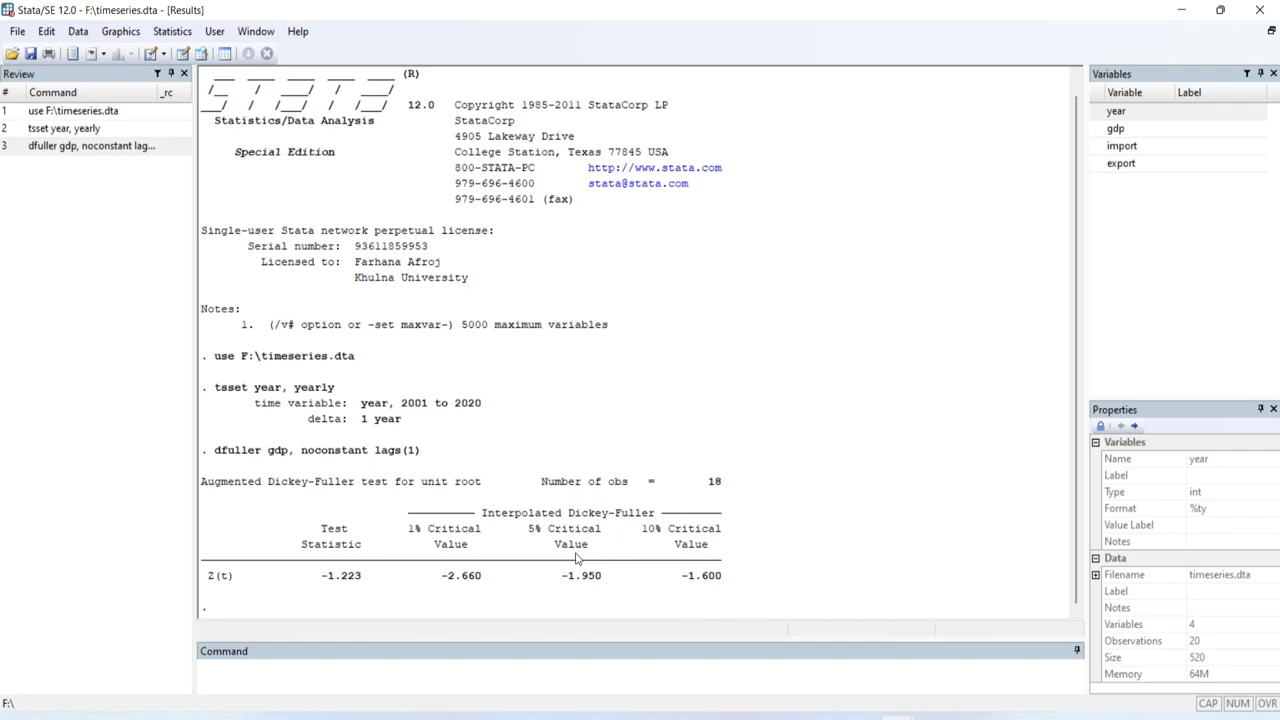 Stata/SE 12.0 - F:\timeseries.dta - [Results]
File Edit Data Graphics Statistics User Window Help
Review
# Command _rc
1 use F:\timeseries.dta
2 tsset year, yearly
3 dfuller gdp, noconstant lag...
(R)
STATA
12.0 Copyright 1985-2011 StataCorp LP
Statistics/Data Analysis StataCorp
4905 Lakeway Drive
Special Edition College Station, Texas 77845 USA
800-STATA-PC http://www.stata.com
979-696-4600 stata@stata.com
979-696-4601 (fax)
Single-user Stata network perpetual license:
Serial number: 93611859953
Licensed to: Farhana Afroj
Khulna University
Notes:
1. (/v# option or -set maxvar-) 5000 maximum variables
. use F:\timeseries.dta
. tsset year, yearly
time variable: year, 2001 to 2020
delta: 1 year
. dfuller gdp, noconstant lags(1)
Augmented Dickey-Fuller test for unit root Number of obs = 18
Interpolated Dickey-Fuller
Test 1% Critical 5% Critical 10% Critical
Statistic Value Value Value
Z(t) -1.223 -2.660 -1.950 -1.600
.
Command
Variables
Variable Label
year
gdp
import
export
Properties
Variables
Name year
Label
Type int
Format %ty
Value Label
Notes
Data
Filename timeseries.dta
Label
Notes
Variables 4
Observations 20
Size 520
Memory 64M
F:\
CAP NUM OVR